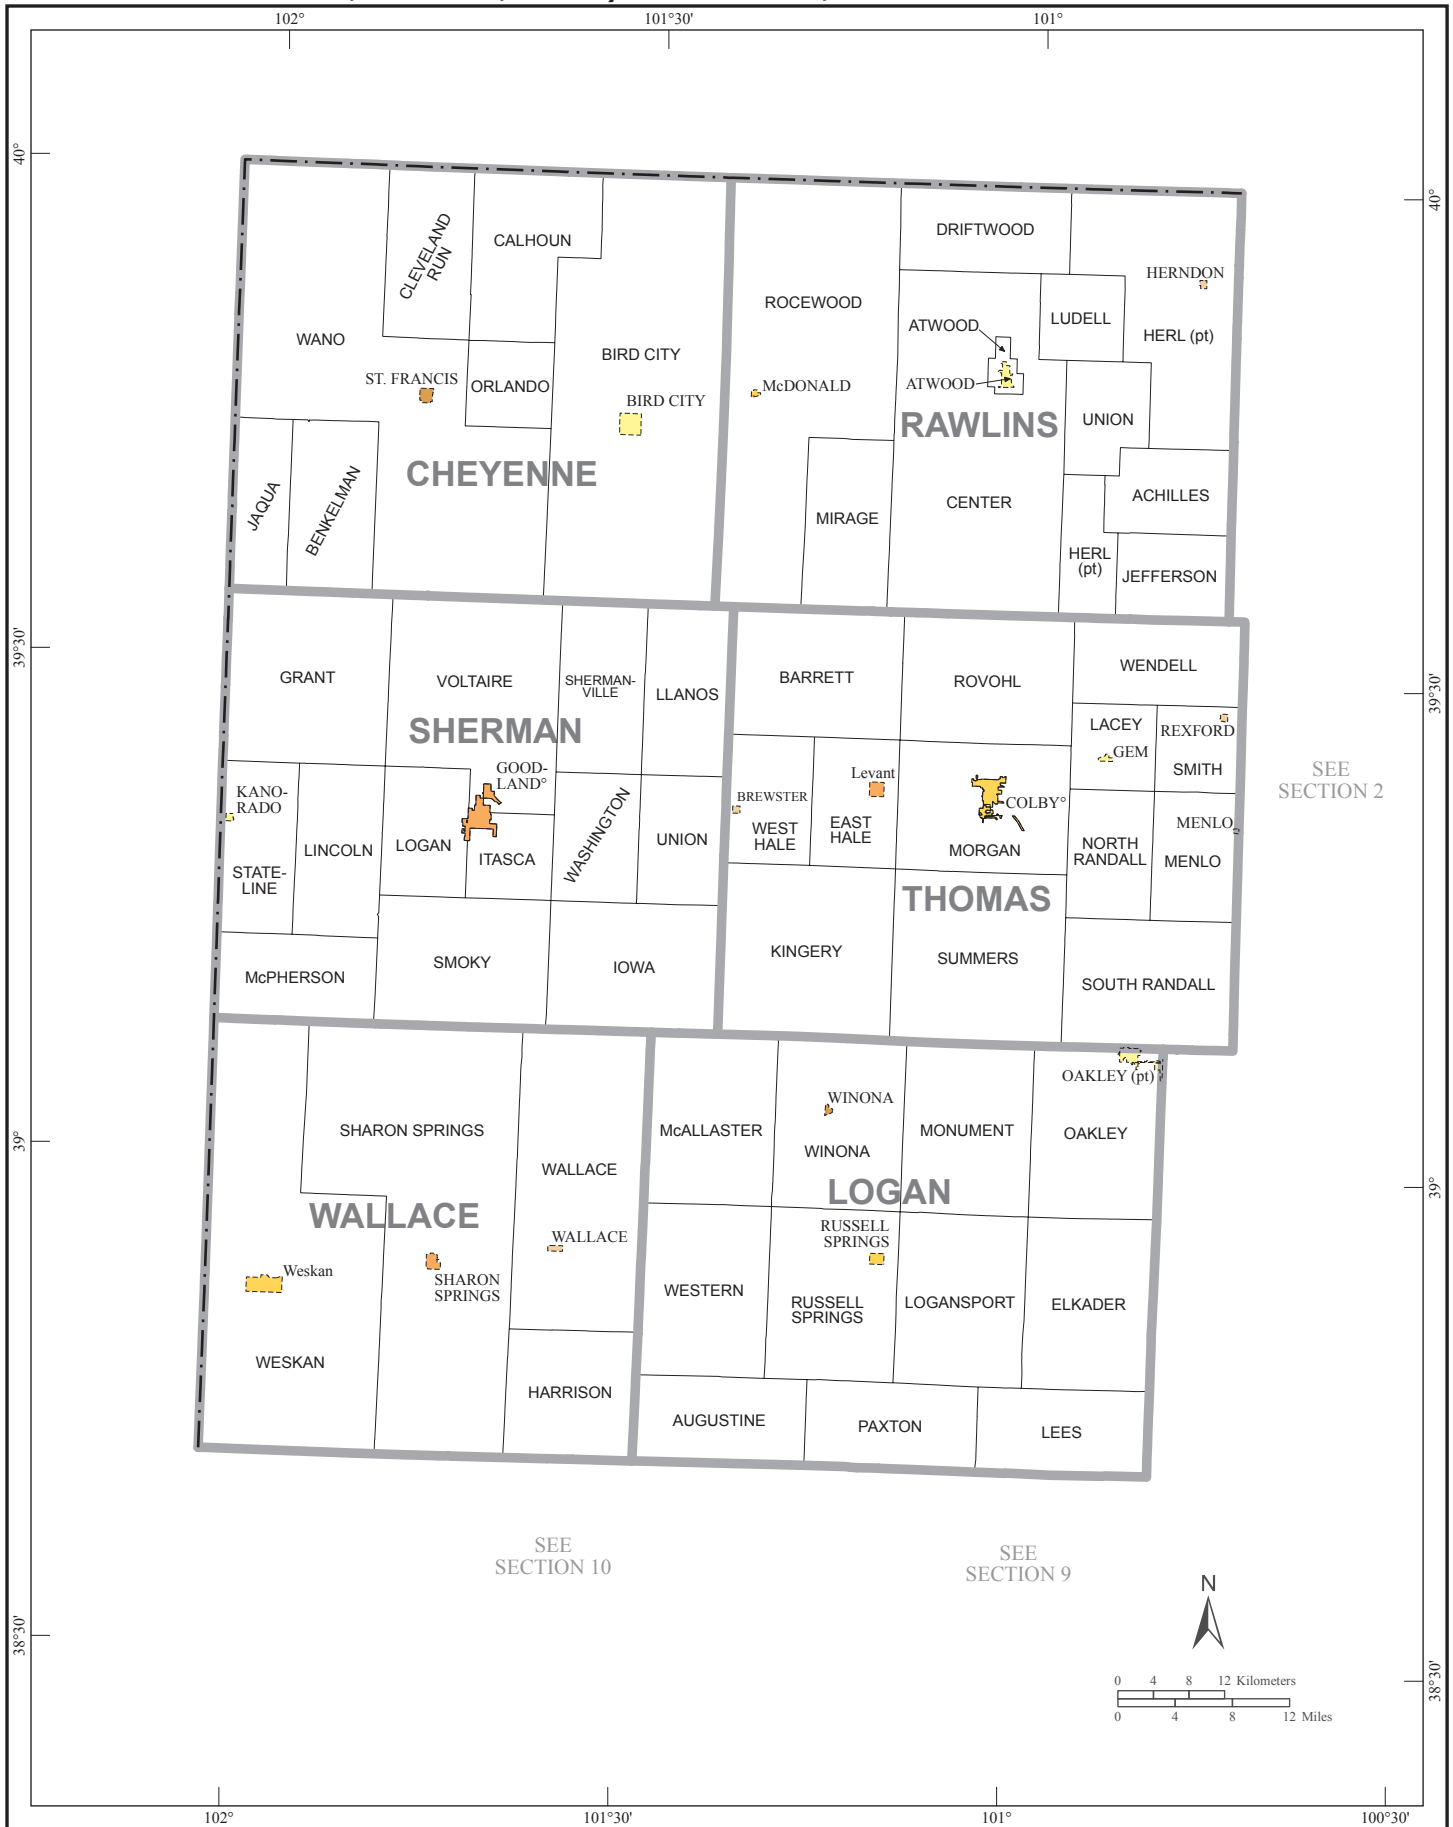 102°
101°30'
101°
40°
40°
CLEVELAND
RUN
CALHOUN
DRIFTWOOD
HERNDON
ROCEWOOD
LUDELL
ATWOOD
HERL (pt)
WANO
BIRD CITY
ST. FRANCIS
ORLANDO
McDONALD
ATWOOD
BIRD CITY
RAWLINS
UNION
CHEYENNE
JAQUA
BENKELMAN
MIRAGE
CENTER
ACHILLES
HERL
(pt)
JEFFERSON
39°30'
39°30'
GRANT
VOLTAIRE
SHERMAN-
VILLE
LLANOS
BARRETT
ROVOHL
WENDELL
SHERMAN
LACEY
REXFORD
GEM
SMITH
GOOD-
LAND°
Levant
SEE
SECTION 2
KANO-
RADO
BREWSTER
COLBY°
MENLO
LINCOLN
LOGAN
ITASCA
WASHINGTON
UNION
WEST
HALE
EAST
HALE
MORGAN
NORTH
RANDALL
MENLO
STATE-
LINE
THOMAS
McPHERSON
SMOKY
IOWA
KINGERY
SUMMERS
SOUTH RANDALL
OAKLEY (pt)
39°
39°
SHARON SPRINGS
WALLACE
McALLASTER
WINONA
WINONA
MONUMENT
OAKLEY
WALLACE
LOGAN
WALLACE
RUSSELL
SPRINGS
Weskan
SHARON
SPRINGS
WESTERN
RUSSELL
SPRINGS
LOGANSPORT
ELKADER
WESKAN
HARRISON
AUGUSTINE
PAXTON
LEES
SEE
SECTION 10
SEE
SECTION 9
N
38°30'
38°30'
0 4 8 12 Kilometers
0 4 8 12 Miles
102°
101°30'
101°
100°30'